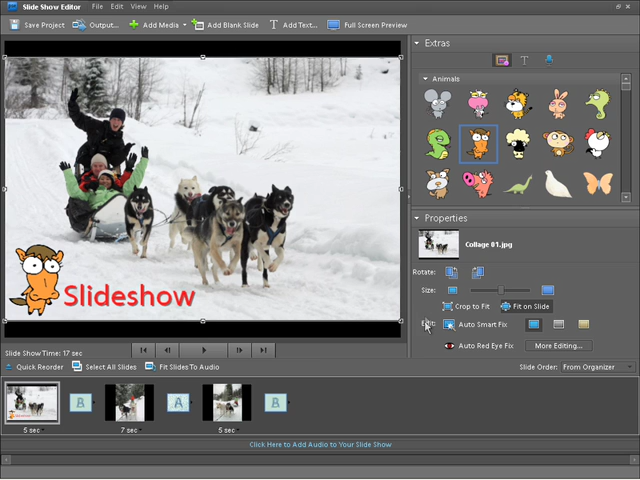 Slide Show Editor File Edit View Help
Save Project Output... Add Media Add Blank Slide Add Text... Full Screen Preview
Extras
T
Animals
Slideshow
Properties
Collage 01.jpg
Rotate:
Size:
Crop to Fit Fit on Slide
Edit: Auto Smart Fix
Auto Red Eye Fix More Editing...
Slide Show Time: 17 sec
Quick Reorder Select All Slides Fit Slides To Audio Slide Order: From Organizer
B A B
5 sec 7 sec 5 sec
Click Here to Add Audio to Your Slide Show